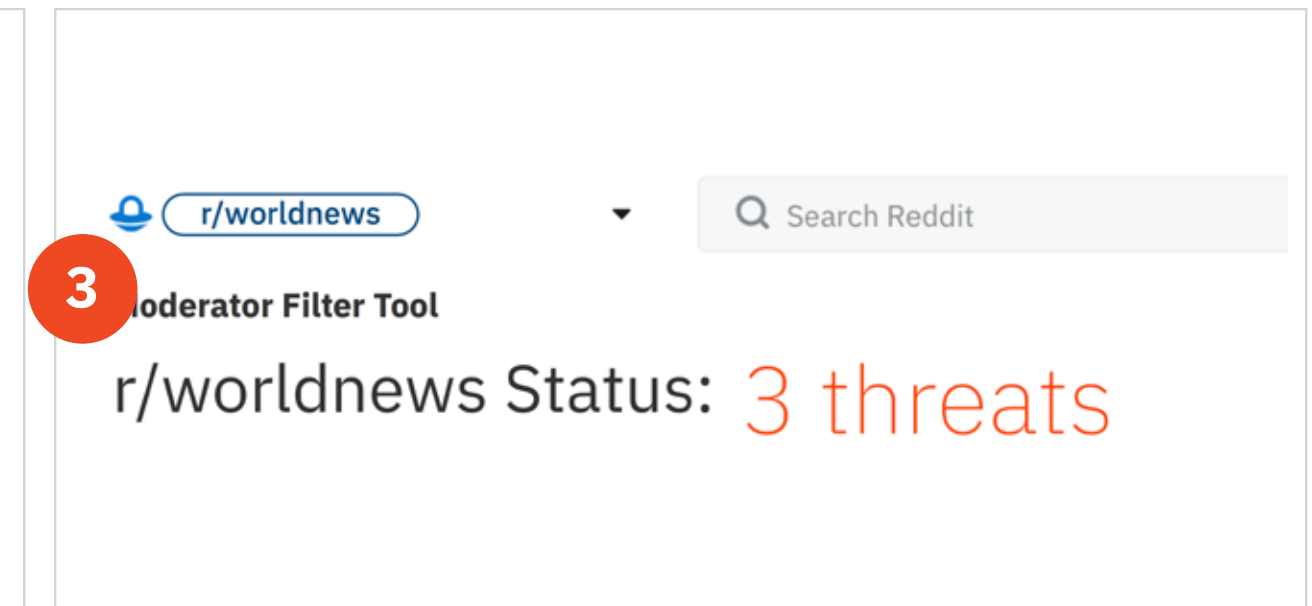 r/worldnews
Search Reddit
3
oderator Filter Tool
r/worldnews Status: 3 threats